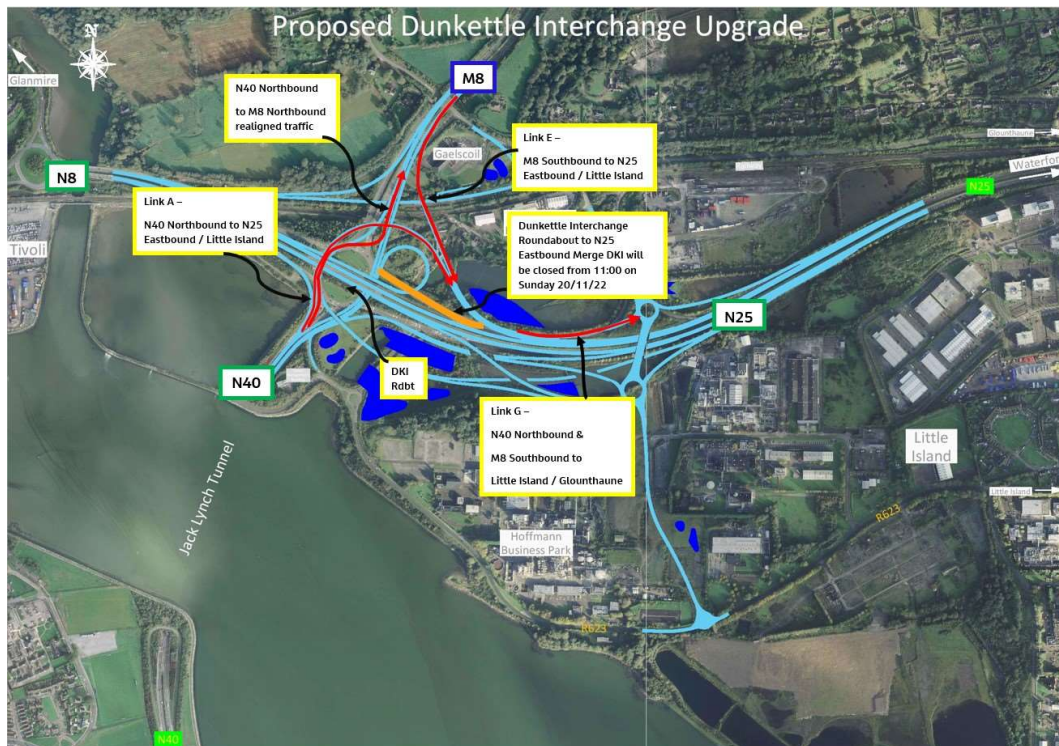 Proposed Dunkettle Interchange Upgrade
N
Glanmire
M8
N40 Northbound
to M8 Northbound
realigned traffic
Link E –
M8 Southbound to N25
Eastbound / Little Island
Gaelscoil
Glounthaune
Waterford
N8
N25
Link A –
N40 Northbound to N25
Eastbound / Little Island
Dunkettle Interchange
Roundabout to N25
Eastbound Merge DKI will
be closed from 11:00 on
Sunday 20/11/22
Tivoli
N25
N40
DKI
Rdbt
Link G –
N40 Northbound &
M8 Southbound to
Little Island / Glounthaune
Little
Island
Jack Lynch Tunnel
Little Island
R623
Hoffmann
Business Park
R623
N40